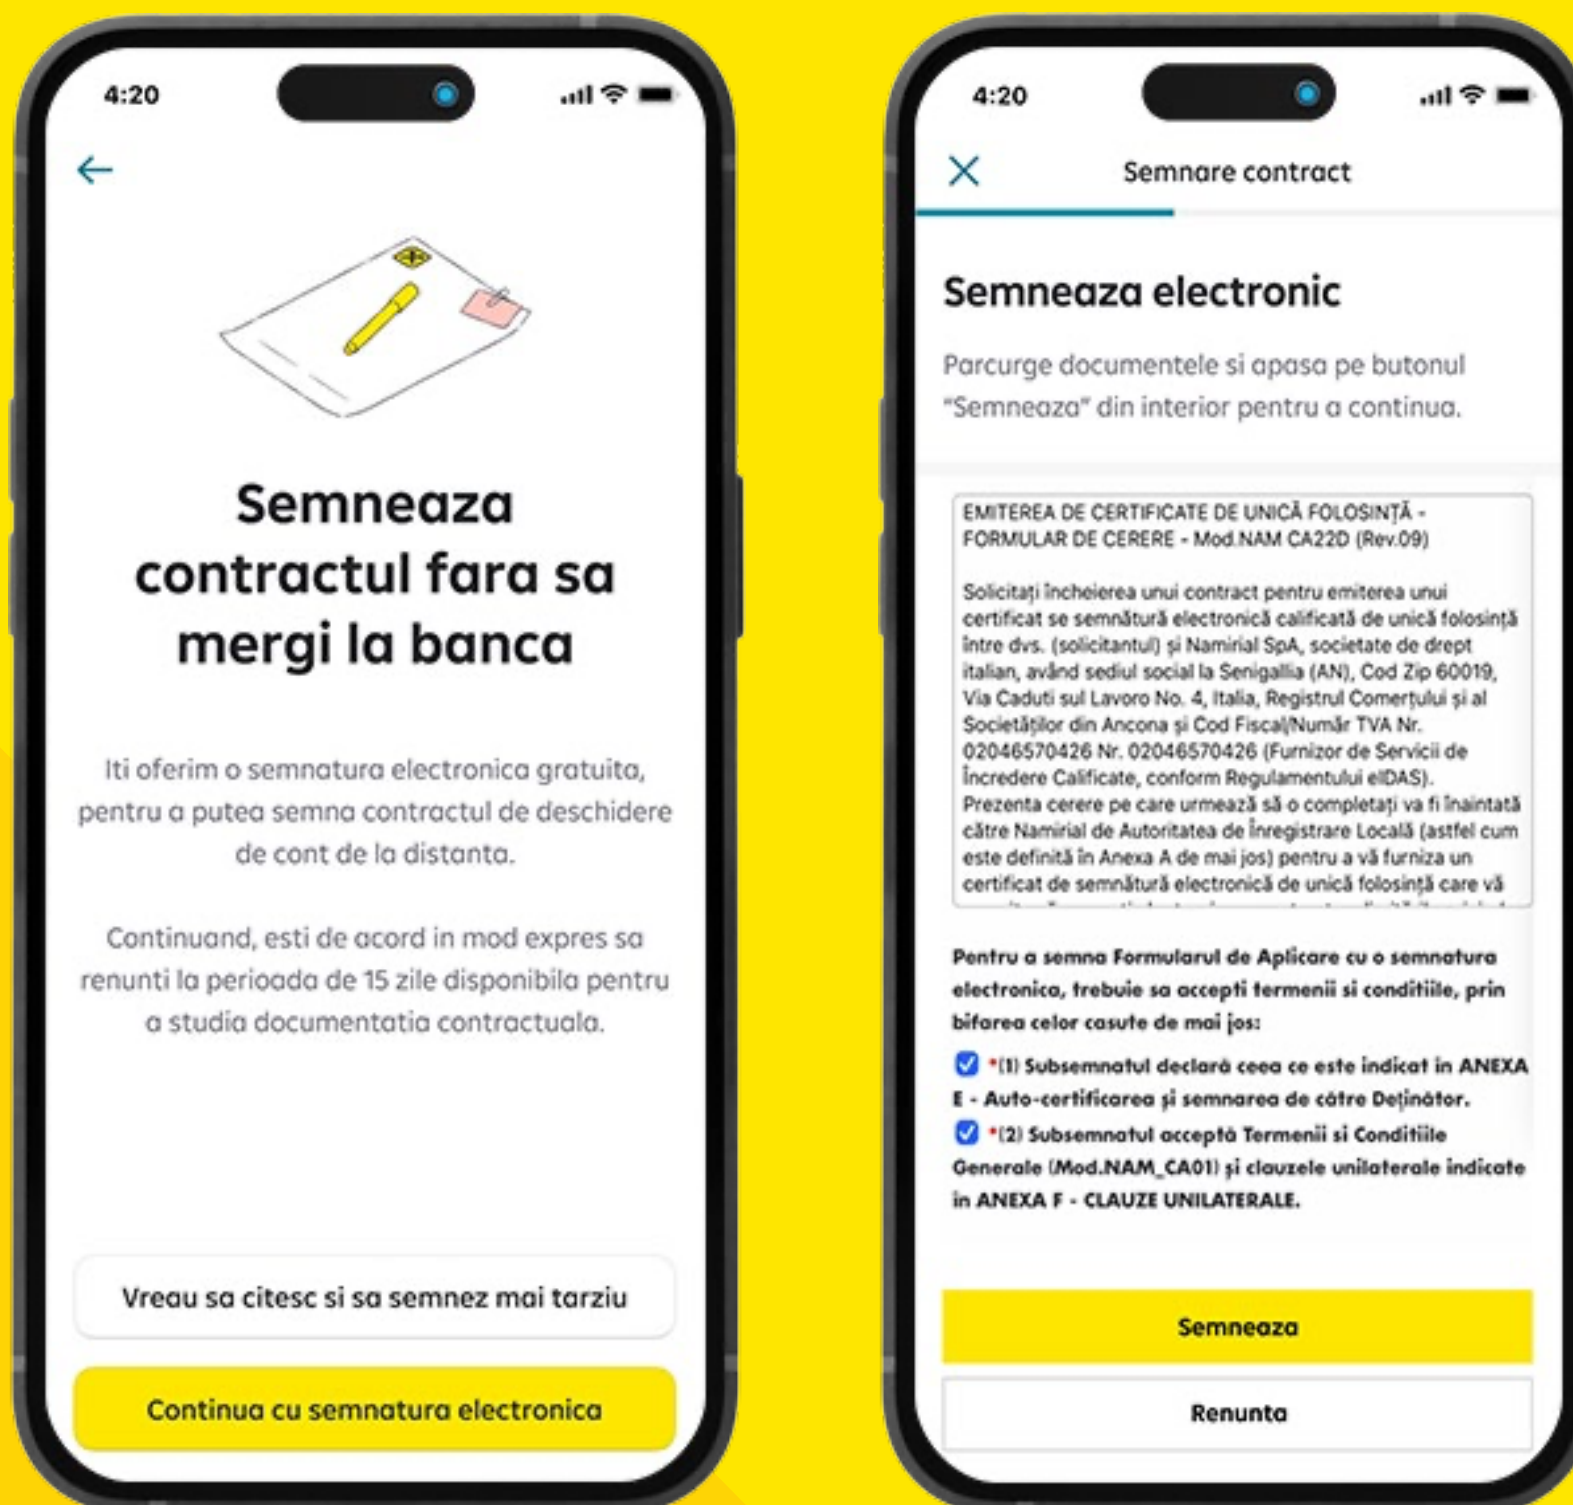 4:20
Semneaza
contractul fara sa
mergi la banca
Iti oferim o semnatura electronica gratuita,
pentru a putea semna contractul de deschidere
de cont de la distanta.
Continuand, esti de acord in mod expres sa
renunti la perioada de 15 zile disponibila pentru
a studia documentatia contractuala.
Vreau sa citesc si sa semnez mai tarziu
Continua cu semnatura electronica
4:20
Semnare contract
Semneaza electronic
Parcurge documentele si apasa pe butonul
"Semneaza" din interior pentru a continua.
EMITEREA DE CERTIFICATE DE UNICĂ FOLOSINȚĂ -
FORMULAR DE CERERE - Mod.NAM CA22D (Rev.09)
Solicitați încheierea unui contract pentru emiterea unui
certificat se semnătură electronică calificată de unică folosință
între dvs. (solicitantul) și Namirial SpA, societate de drept
italian, având sediul social la Senigallia (AN), Cod Zip 60019,
Via Caduti sul Lavoro No. 4, Italia, Registrul Comerțului și al
Societăților din Ancona și Cod Fiscal/Număr TVA Nr.
02046570426 Nr. 02046570426 (Furnizor de Servicii de
Încredere Calificate, conform Regulamentului eIDAS).
Prezenta cerere pe care urmează să o completați va fi înaintată
către Namirial de Autoritatea de Înregistrare Locală (astfel cum
este definită în Anexa A de mai jos) pentru a vă furniza un
certificat de semnătură electronică de unică folosință care vă
Pentru a semna Formularul de Aplicare cu o semnatura
electronica, trebuie sa accepti termenii si conditiile, prin
bifarea celor casute de mai jos:
*(1) Subsemnatul declară ceea ce este indicat in ANEXA
E - Auto-certificarea și semnarea de către Deținător.
*(2) Subsemnatul acceptă Termenii si Conditiile
Generale (Mod.NAM_CA01) și clauzele unilaterale indicate
in ANEXA F - CLAUZE UNILATERALE.
Semneaza
Renunta